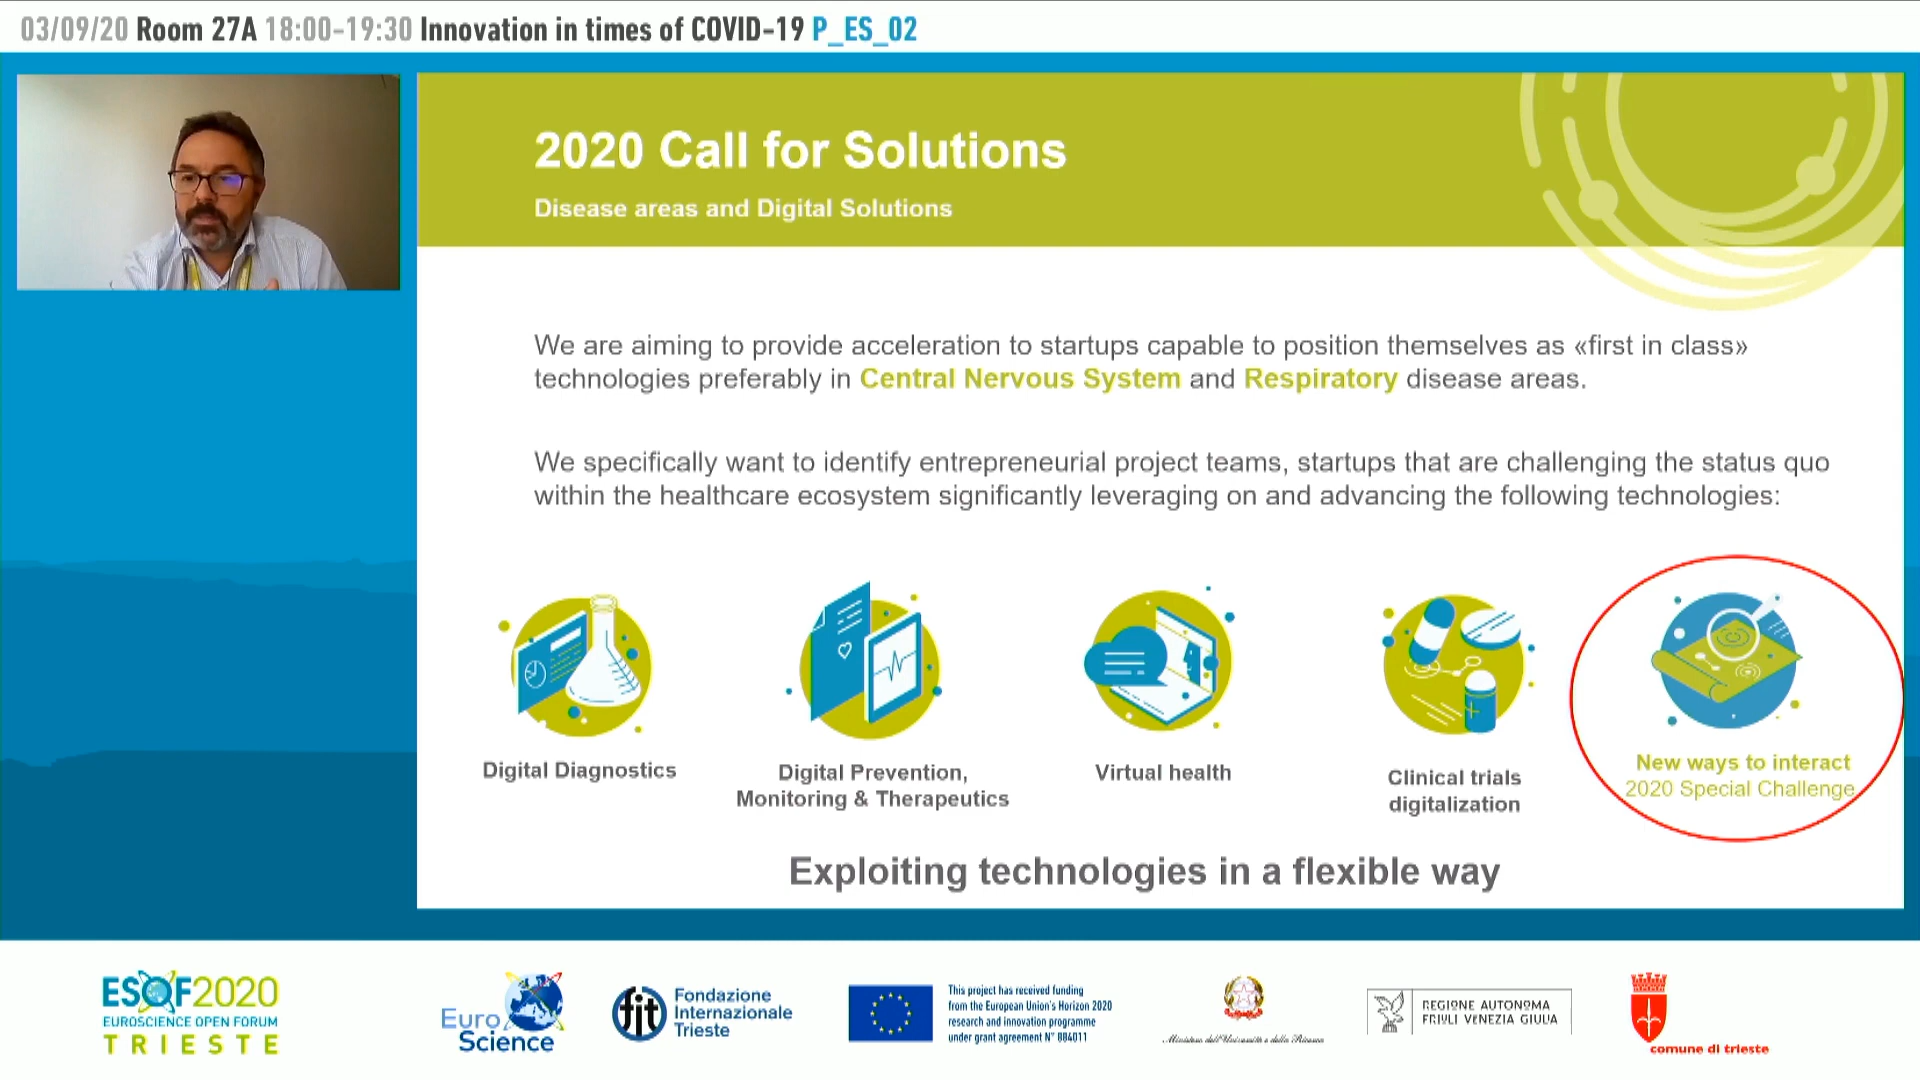 03/09/20 Room 27A 18:00-19:30 Innovation in times of COVID-19 P_ES_02
2020 Call for Solutions
Disease areas and Digital Solutions
We are aiming to provide acceleration to startups capable to position themselves as «first in class»
technologies preferably in Central Nervous System and Respiratory disease areas.
We specifically want to identify entrepreneurial project teams, startups that are challenging the status quo
within the healthcare ecosystem significantly leveraging on and advancing the following technologies:
Digital Diagnostics
Digital Prevention,
Monitoring & Therapeutics
Virtual health
Clinical trials
digitalization
New ways to interact
2020 Special Challenge
Exploiting technologies in a flexible way
ESOF2020
EUROSCIENCE OPEN FORUM
TRIESTE
Euro
Science
fit
Fondazione
Internazionale
Trieste
This project has received funding
from the European Union's Horizon 2020
research and innovation programme
under grant agreement N° 884011
Ministero dell'Università e della Ricerca
REGIONE AUTONOMA
FRIULI VENEZIA GIULIA
comune di trieste